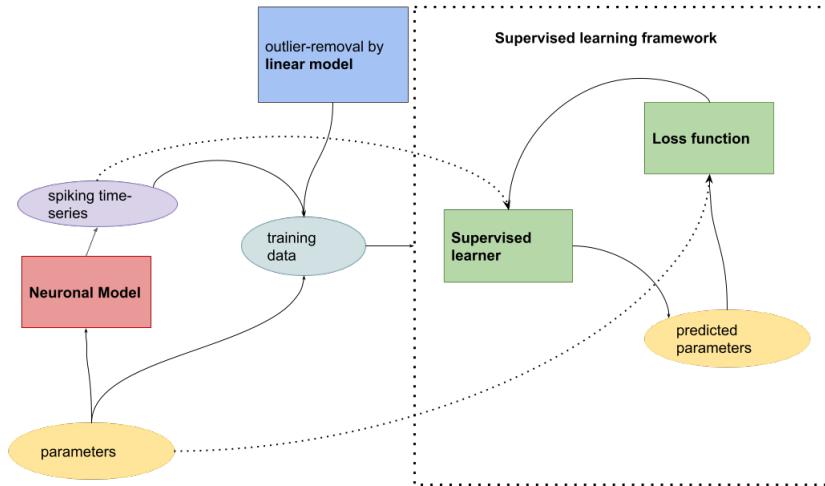 outlier-removal by
linear model
Supervised learning framework
Loss function
spiking time-
series
training
data
Supervised
learner
Neuronal Model
predicted
parameters
parameters